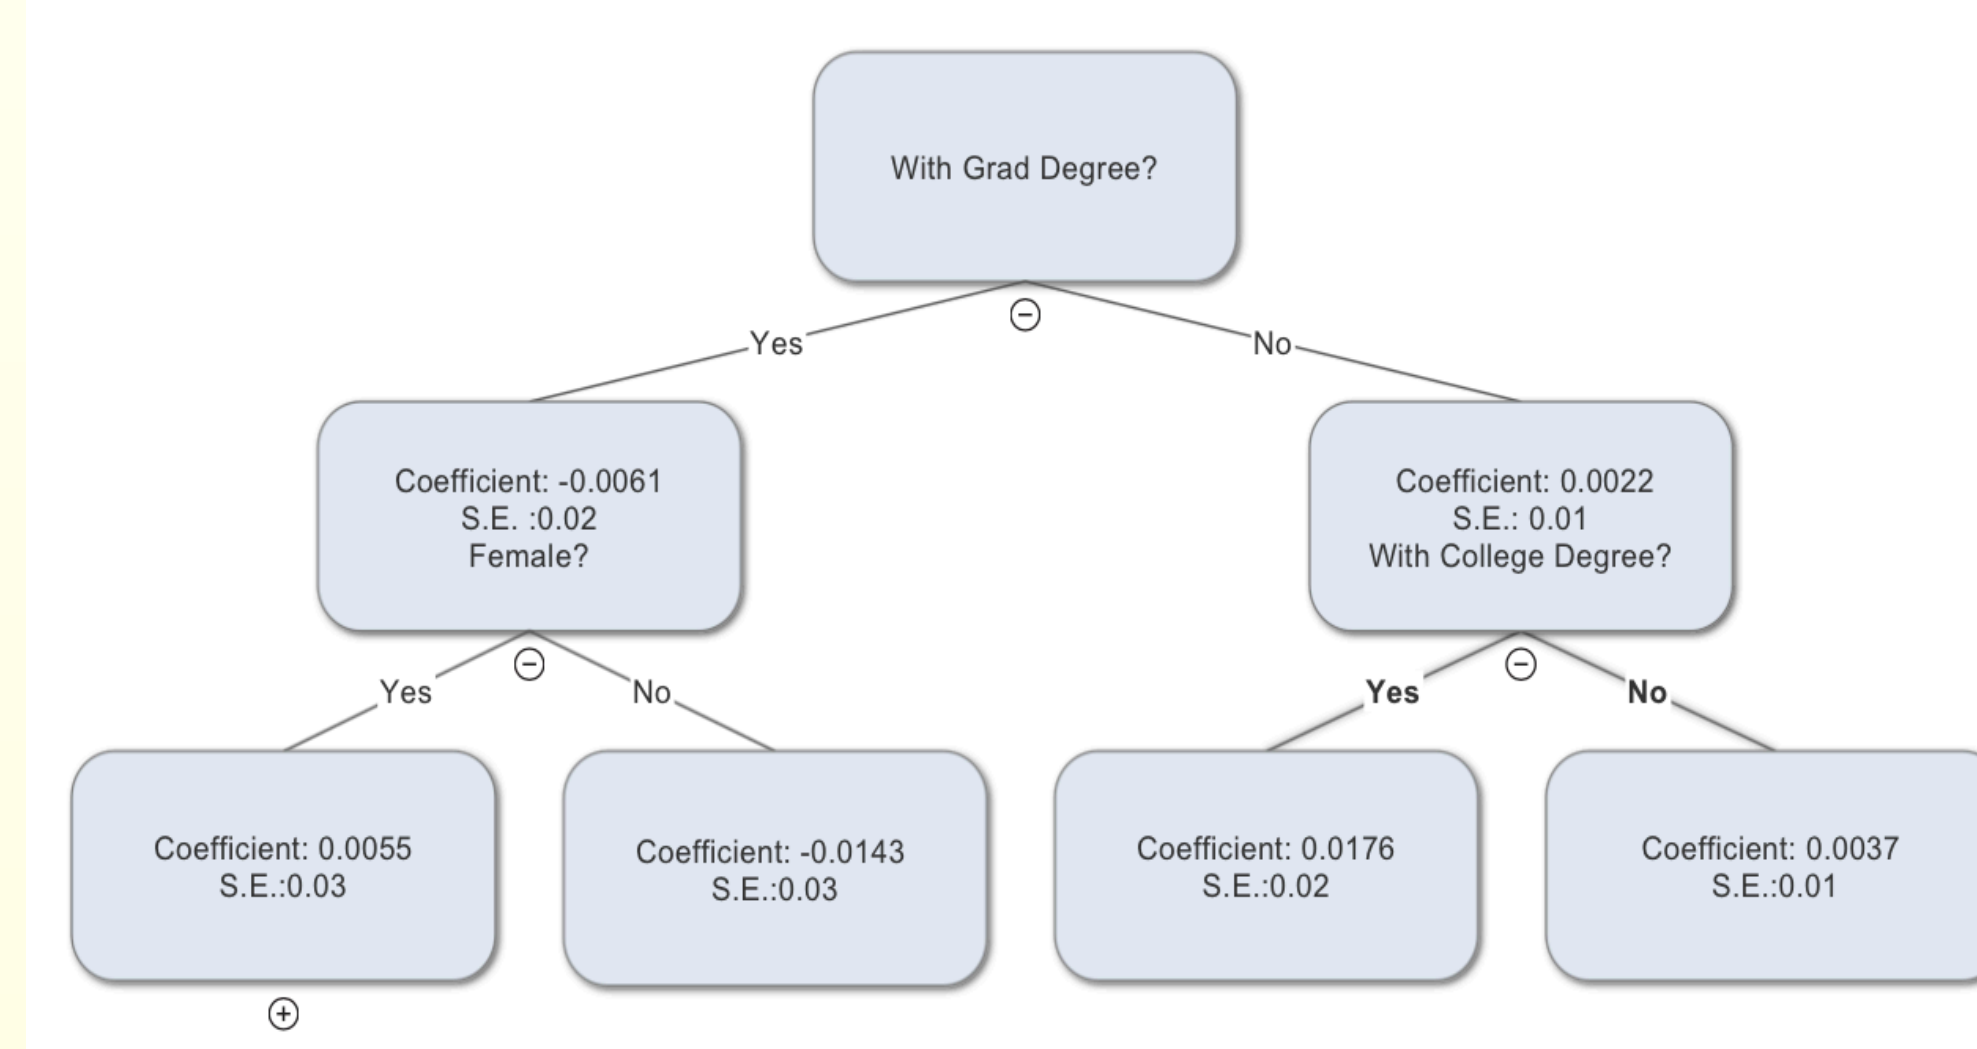 With Grad Degree?
Yes
No
Coefficient: -0.0061
S.E. :0.02
Female?
Coefficient: 0.0022
S.E.: 0.01
With College Degree?
Yes
No
Yes
No
Coefficient: 0.0055
S.E.:0.03
Coefficient: -0.0143
S.E.:0.03
Coefficient: 0.0176
S.E.:0.02
Coefficient: 0.0037
S.E.:0.01